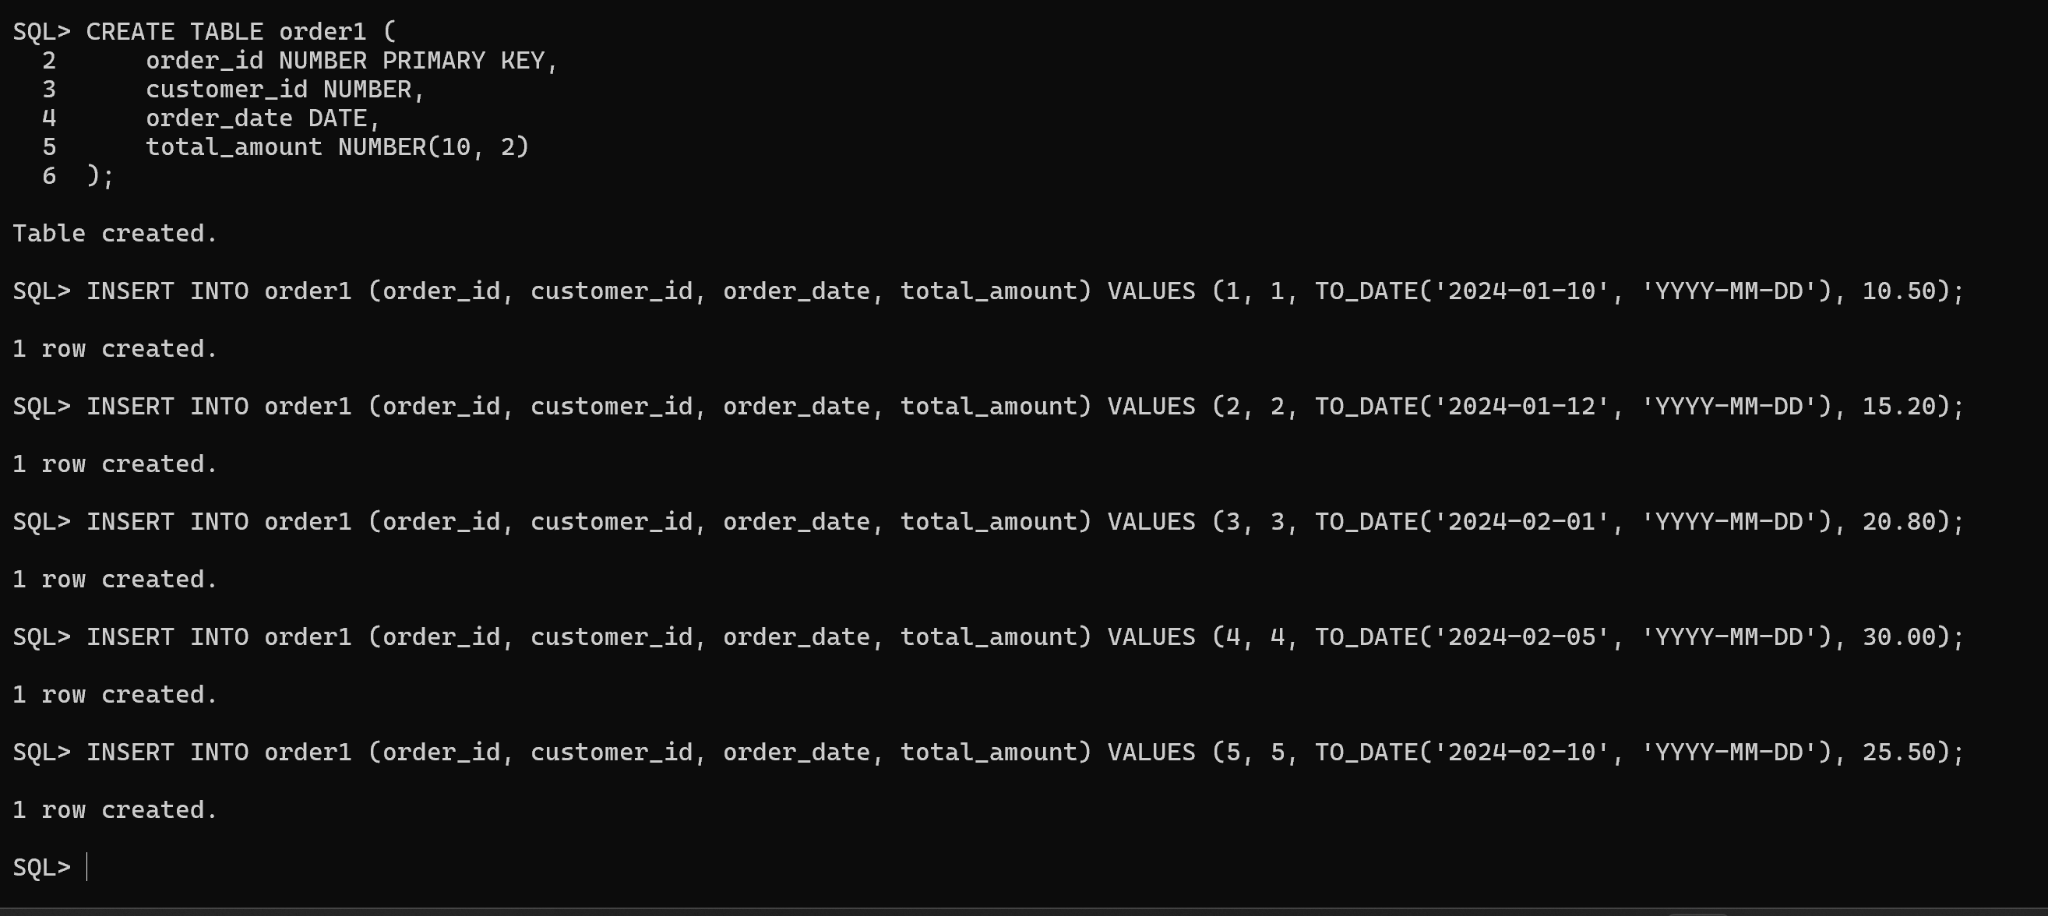 SQL> CREATE TABLE order1 (
  2      order_id NUMBER PRIMARY KEY,
  3      customer_id NUMBER,
  4      order_date DATE,
  5      total_amount NUMBER(10, 2)
  6  );
Table created.
SQL> INSERT INTO order1 (order_id, customer_id, order_date, total_amount) VALUES (1, 1, TO_DATE('2024-01-10', 'YYYY-MM-DD'), 10.50);
1 row created.
SQL> INSERT INTO order1 (order_id, customer_id, order_date, total_amount) VALUES (2, 2, TO_DATE('2024-01-12', 'YYYY-MM-DD'), 15.20);
1 row created.
SQL> INSERT INTO order1 (order_id, customer_id, order_date, total_amount) VALUES (3, 3, TO_DATE('2024-02-01', 'YYYY-MM-DD'), 20.80);
1 row created.
SQL> INSERT INTO order1 (order_id, customer_id, order_date, total_amount) VALUES (4, 4, TO_DATE('2024-02-05', 'YYYY-MM-DD'), 30.00);
1 row created.
SQL> INSERT INTO order1 (order_id, customer_id, order_date, total_amount) VALUES (5, 5, TO_DATE('2024-02-10', 'YYYY-MM-DD'), 25.50);
1 row created.
SQL>